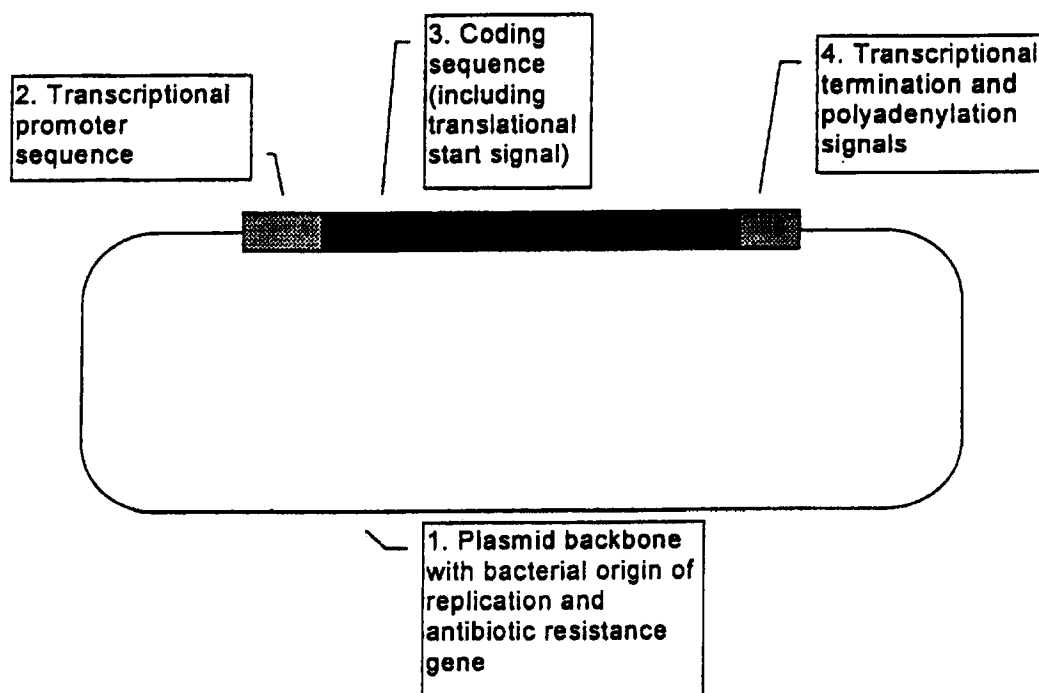 3. Coding
sequence
(including
translational
start signal)
4. Transcriptional
termination and
polyadenylation
signals
2. Transcriptional
promoter
sequence
1. Plasmid backbone
with bacterial origin of
replication and
antibiotic resistance
gene